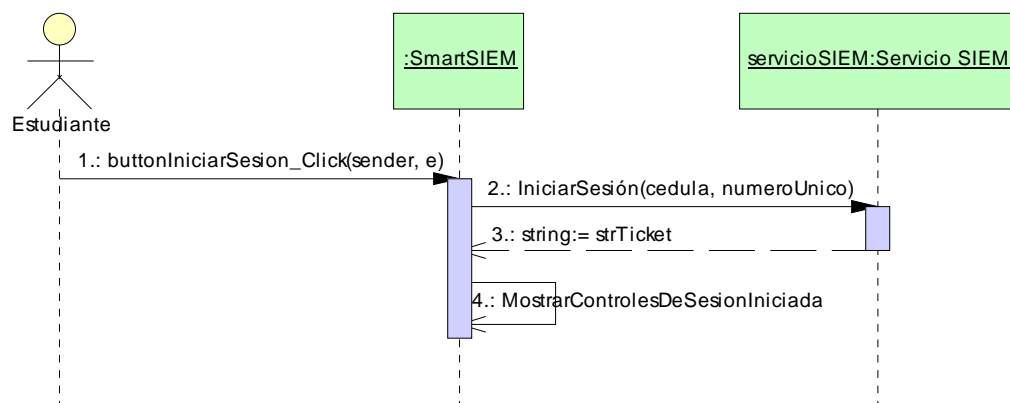 :SmartSIEM
servicioSIEM:Servicio SIEM
Estudiante
1.: buttonIniciarSesion_Click(sender, e)
2.: IniciarSesión(cedula, numeroUnico)
3.: string:= strTicket
4.: MostrarControlesDeSesionIniciada